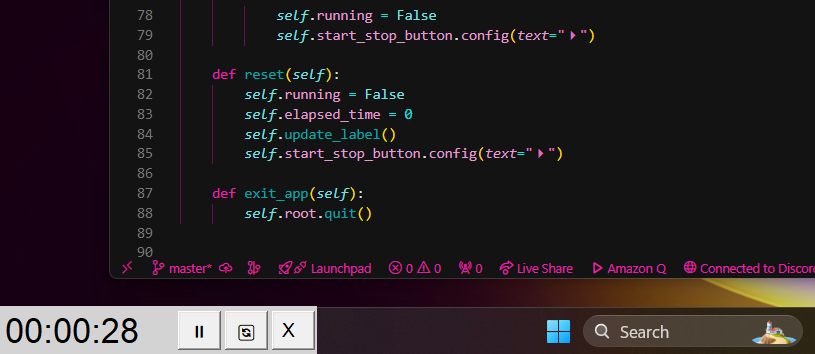 78 self.running = False
79 self.start_stop_button.config(text="⏵")
80
81 def reset(self):
82 self.running = False
83 self.elapsed_time = 0
84 self.update_label()
85 self.start_stop_button.config(text="⏵")
86
87 def exit_app(self):
88 self.root.quit()
89
90
master* Launchpad 0 0 0 Live Share Amazon Q Connected to Discor
00:00:28 X Search